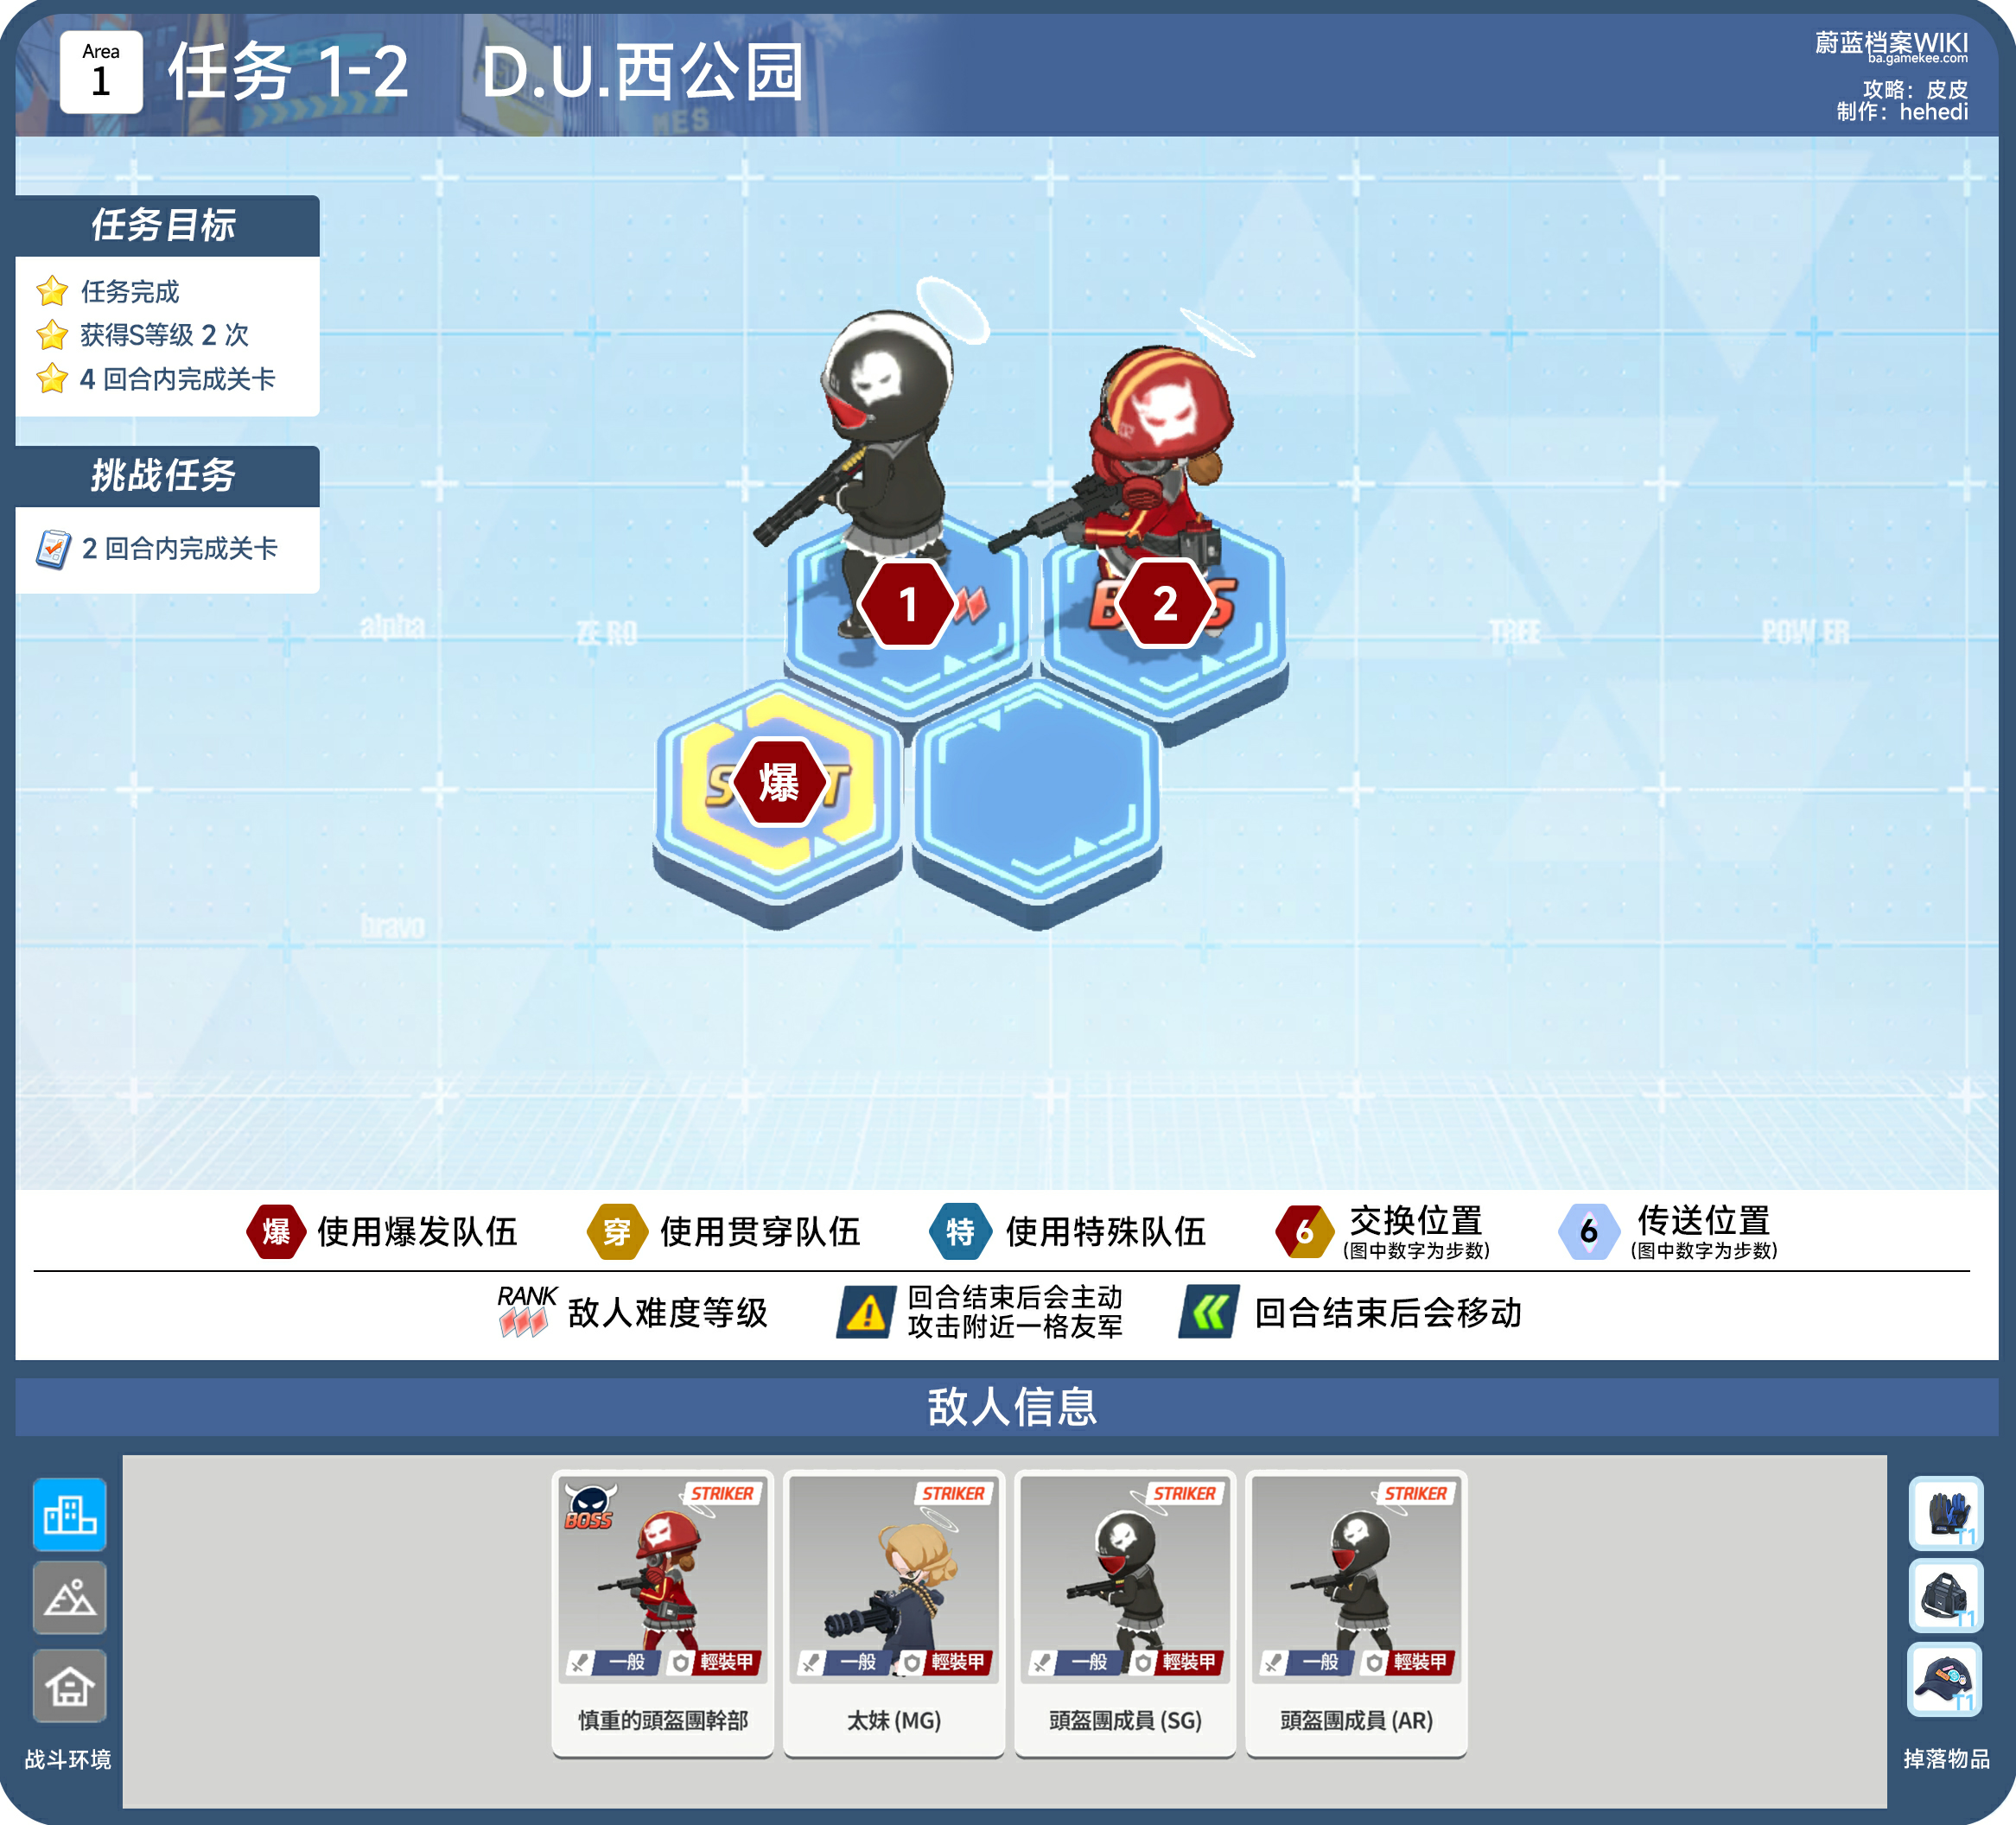 Area
1
任务 1-2 D.U.西公园
蔚蓝档案WIKI
ba.gamekee.com
攻略：皮皮
制作：hehedi
MES
任务目标
任务完成
获得S等级 2 次
4 回合内完成关卡
挑战任务
2 回合内完成关卡
1
2
爆
alpha
ZERO
TREE
POWER
bravo
爆 使用爆发队伍
穿 使用贯穿队伍
特 使用特殊队伍
6 交换位置
(图中数字为步数)
6 传送位置
(图中数字为步数)
RANK 敌人难度等级
回合结束后会主动
攻击附近一格友军
回合结束后会移动
敌人信息
战斗环境
BOSS
STRIKER
一般 輕裝甲
慎重的頭盔團幹部
STRIKER
一般 輕裝甲
太妹 (MG)
STRIKER
一般 輕裝甲
頭盔團成員 (SG)
STRIKER
一般 輕裝甲
頭盔團成員 (AR)
T1
T1
T1
掉落物品